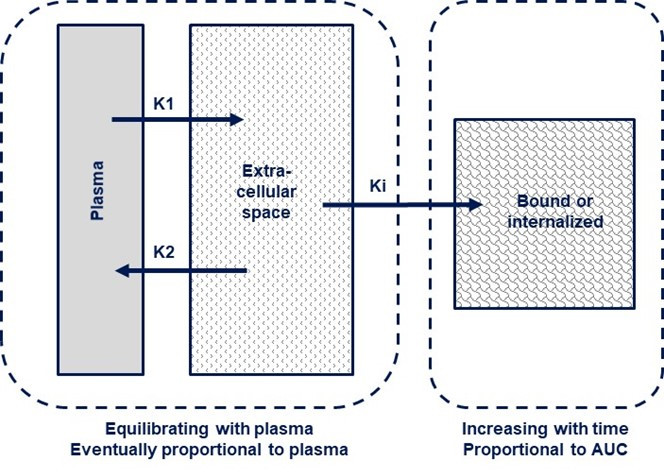 Plasma
K1
K2
Extra-
cellular
space
Ki
Bound or
internalized
Equilibrating with plasma
Eventually proportional to plasma
Increasing with time
Proportional to AUC